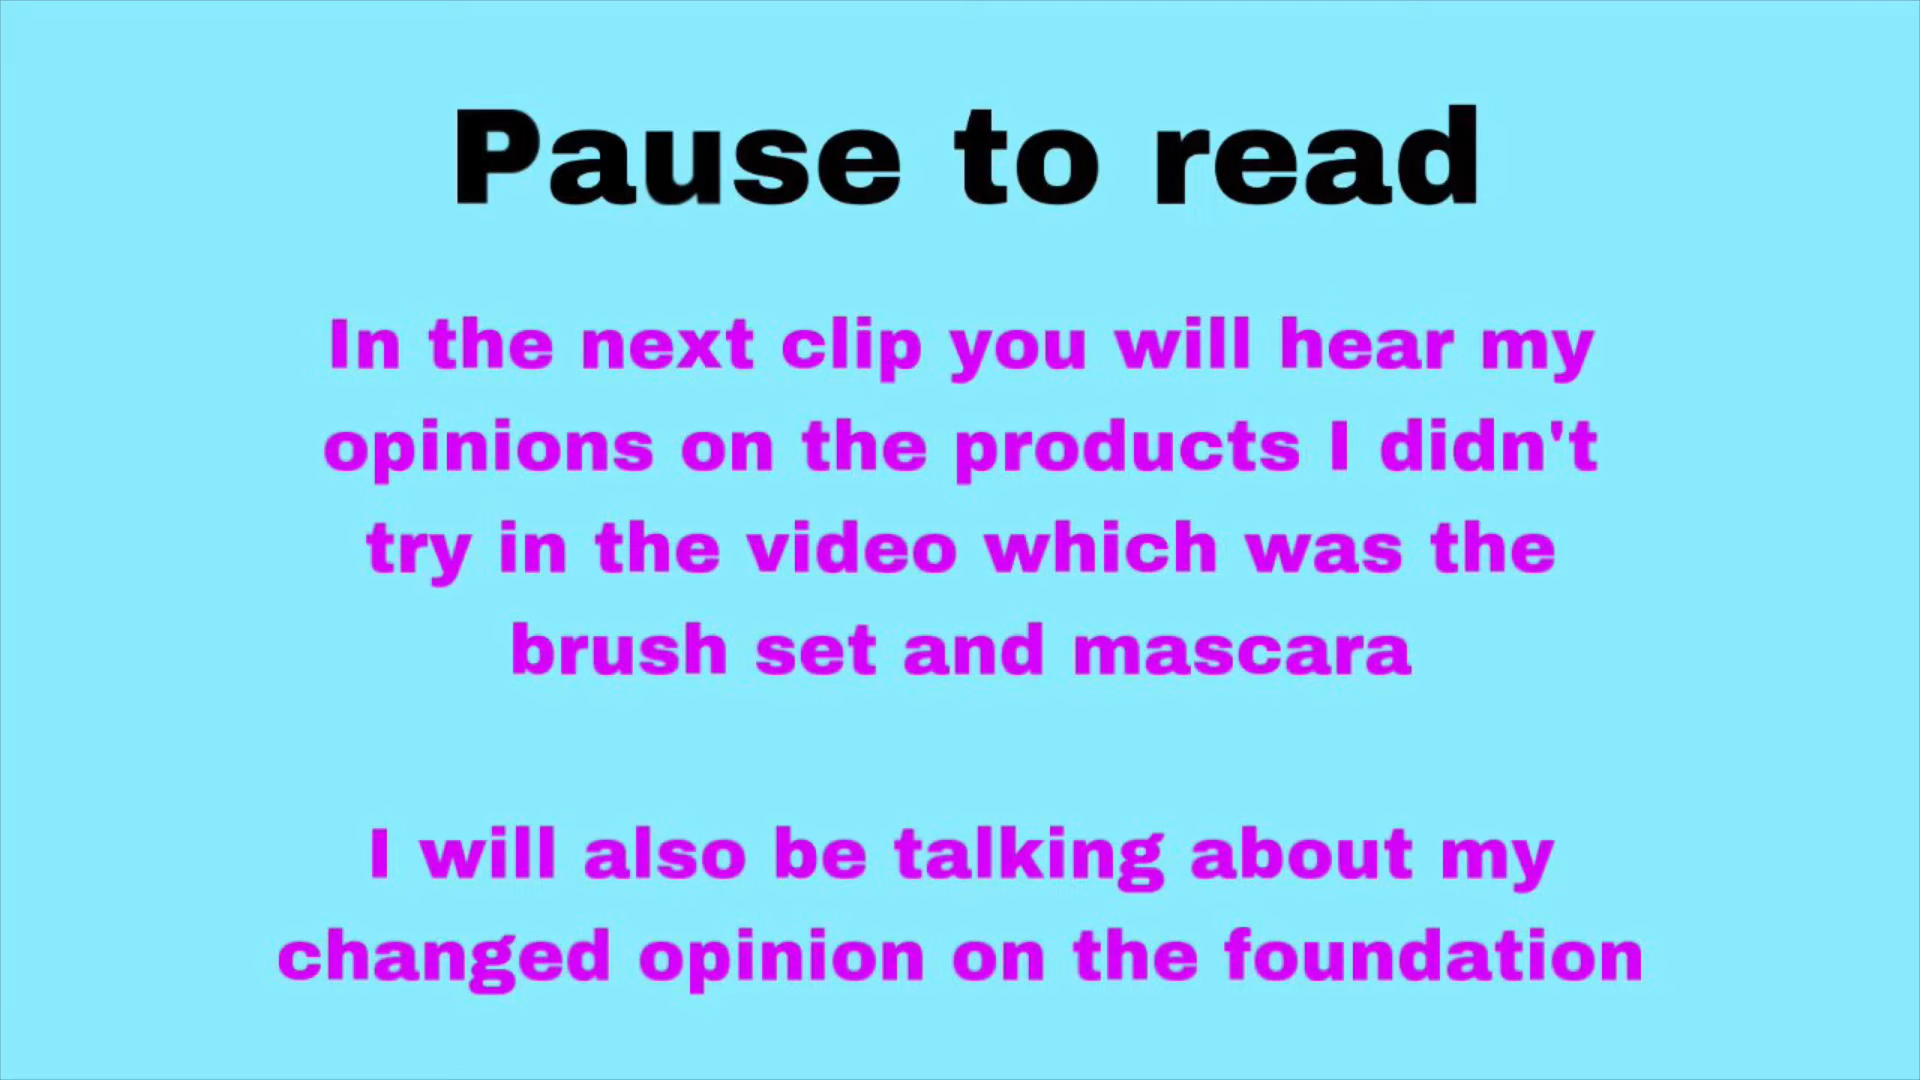 Pause to read
In the next clip you will hear my
opinions on the products I didn't
try in the video which was the
brush set and mascara
I will also be talking about my
changed opinion on the foundation